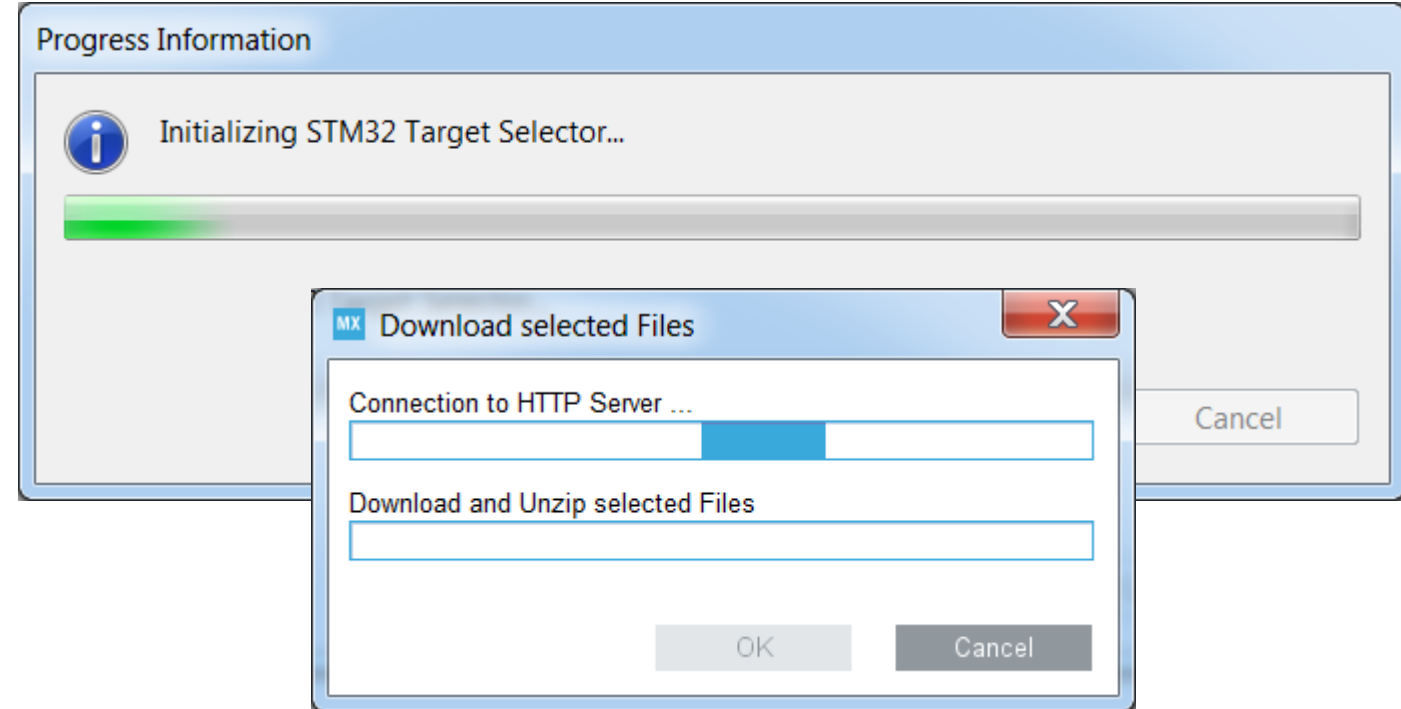 Progress Information
Initializing STM32 Target Selector...
MX Download selected Files
Connection to HTTP Server ...
Cancel
Download and Unzip selected Files
OK Cancel